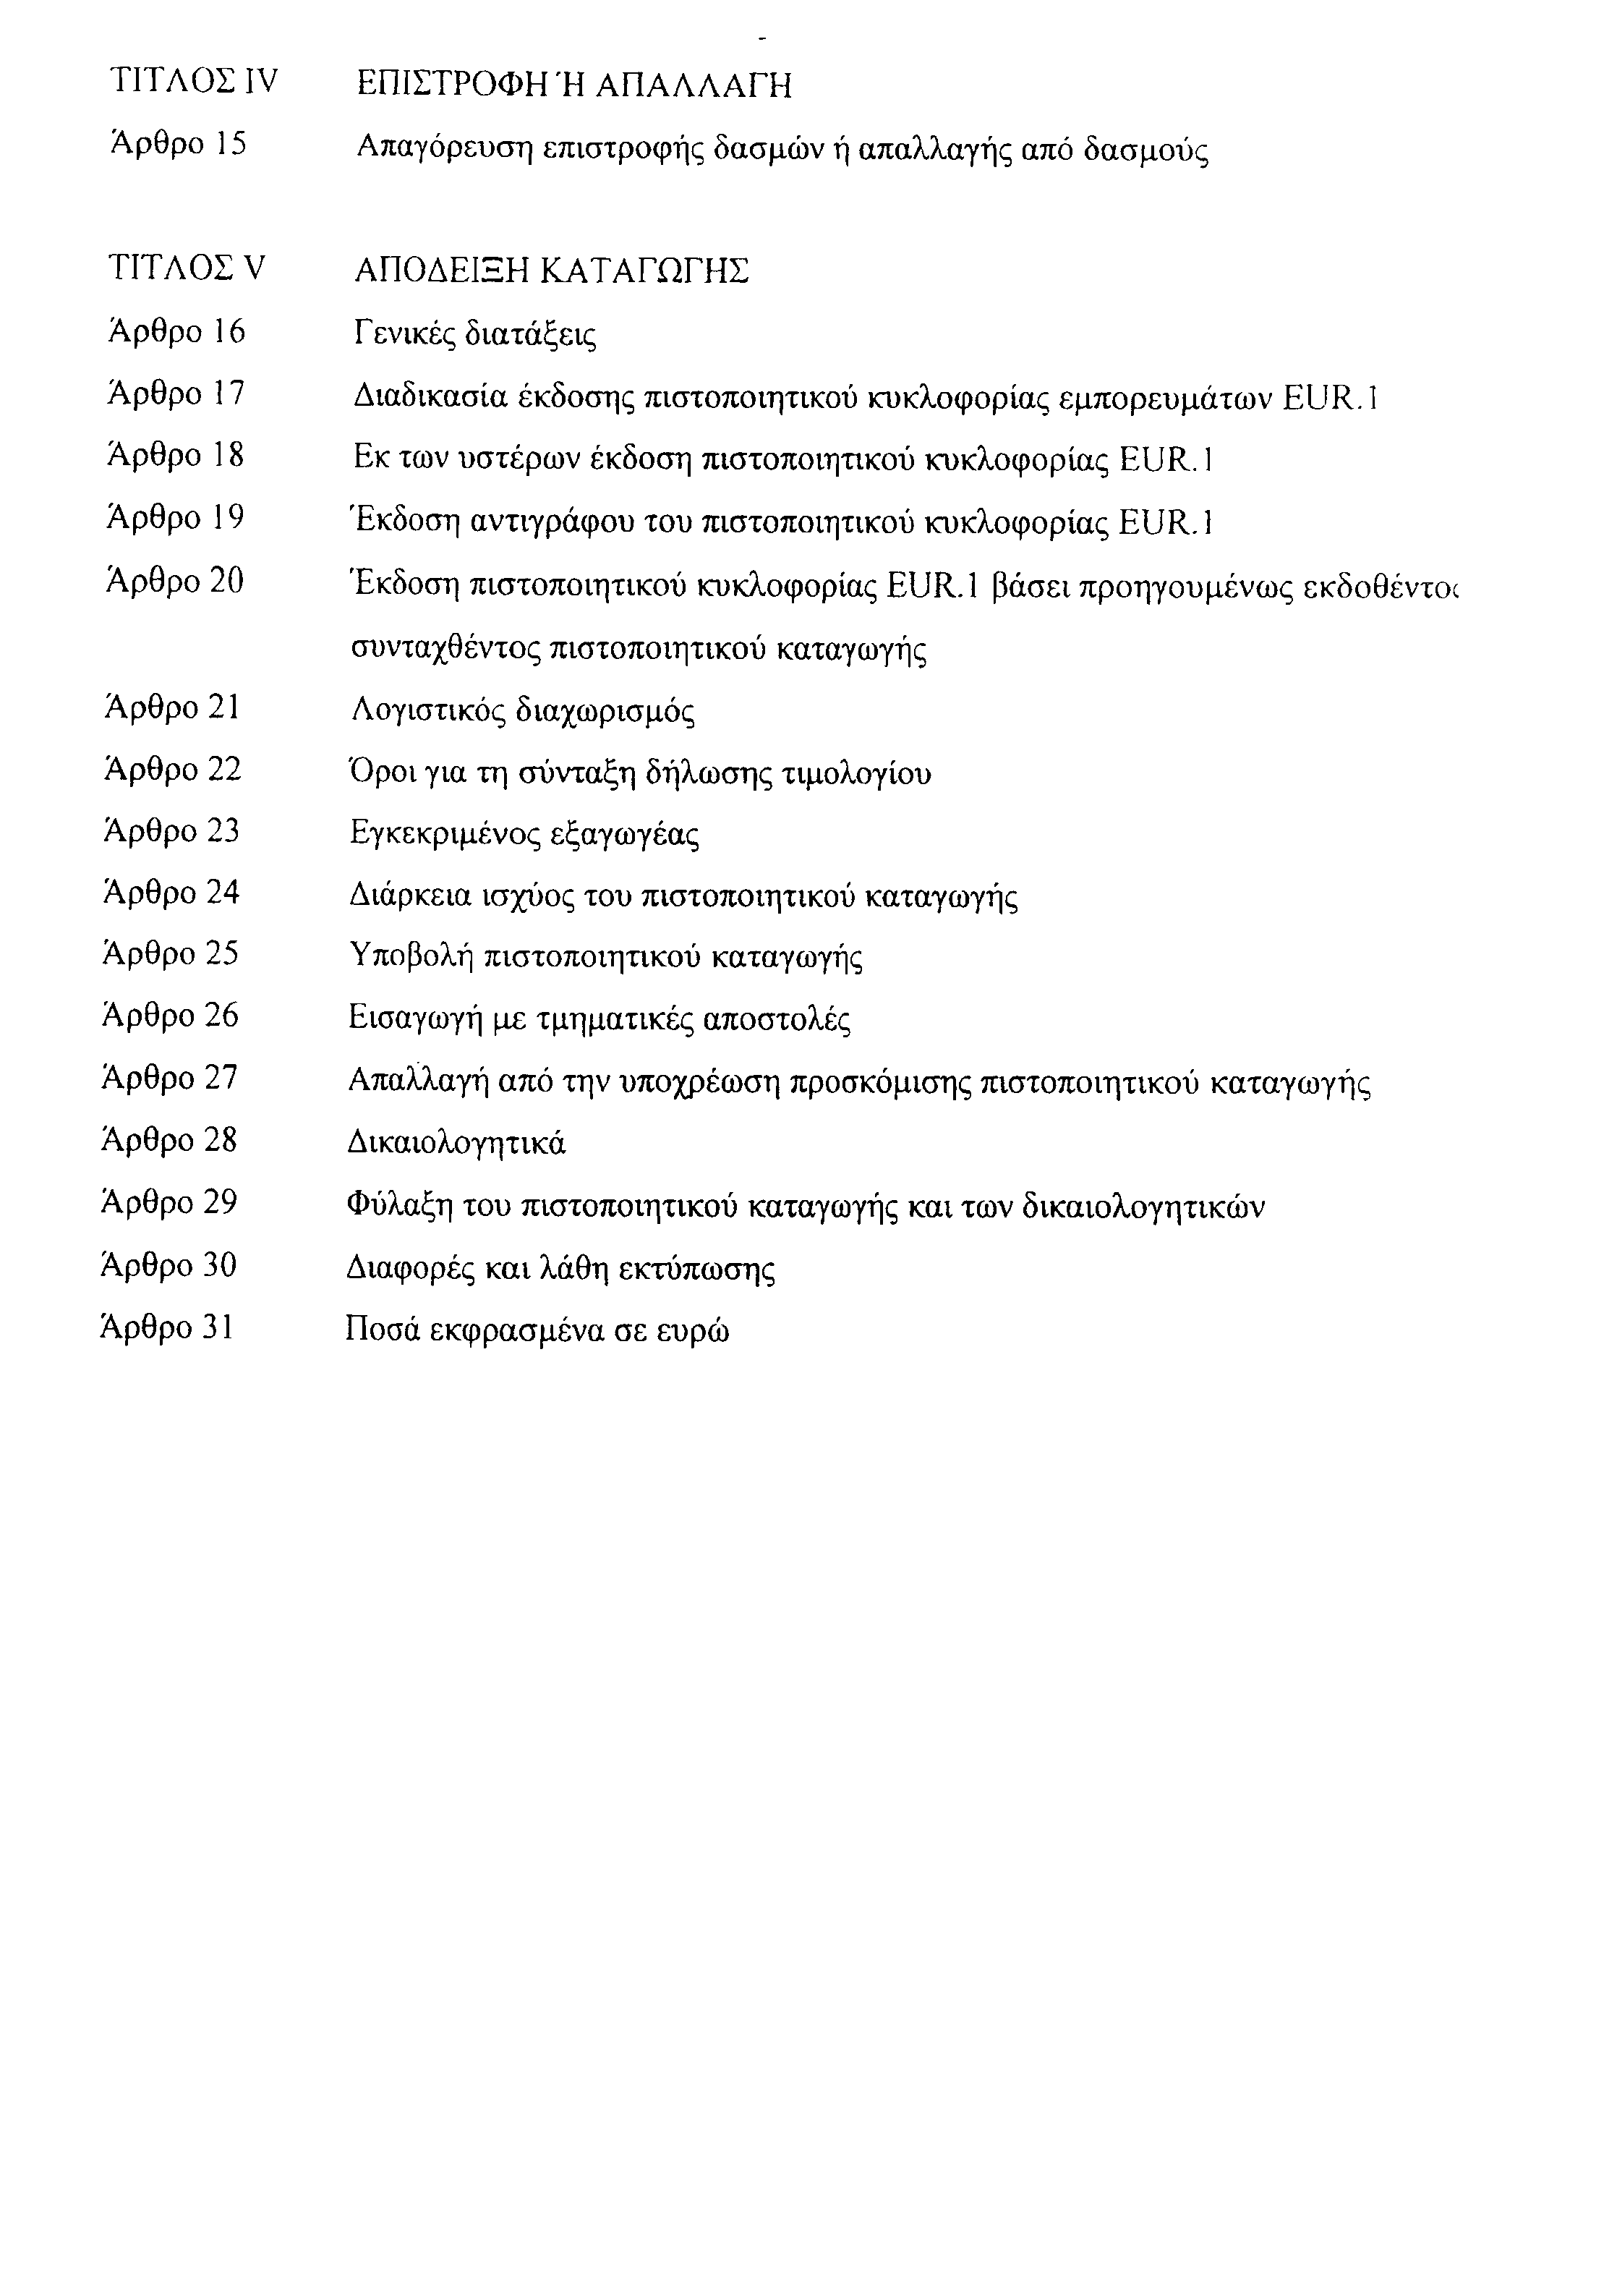 ΤΙΤΛΟΣ IV ΕΠΙΣΤΡΟΦΗ Ή ΑΠΑΛΛΑΓΗ
Άρθρο 15 Απαγόρευση επιστροφής δασμών ή απαλλαγής από δασμούς
ΤΙΤΛΟΣ V ΑΠΟΔΕΙΞΗ ΚΑΤΑΓΩΓΗΣ
Άρθρο 16 Γενικές διατάξεις
Άρθρο 17 Διαδικασία έκδοσης πιστοποιητικού κυκλοφορίας εμπορευμάτων EUR.1
Άρθρο 18 Εκ των υστέρων έκδοση πιστοποιητικού κυκλοφορίας EUR.1
Άρθρο 19 Έκδοση αντιγράφου του πιστοποιητικού κυκλοφορίας EUR.1
Άρθρο 20 Έκδοση πιστοποιητικού κυκλοφορίας EUR.1 βάσει προηγουμένως εκδοθέντος
συνταχθέντος πιστοποιητικού καταγωγής
Άρθρο 21 Λογιστικός διαχωρισμός
Άρθρο 22 Όροι για τη σύνταξη δήλωσης τιμολογίου
Άρθρο 23 Εγκεκριμένος εξαγωγέας
Άρθρο 24 Διάρκεια ισχύος του πιστοποιητικού καταγωγής
Άρθρο 25 Υποβολή πιστοποιητικού καταγωγής
Άρθρο 26 Εισαγωγή με τμηματικές αποστολές
Άρθρο 27 Απαλλαγή από την υποχρέωση προσκόμισης πιστοποιητικού καταγωγής
Άρθρο 28 Δικαιολογητικά
Άρθρο 29 Φύλαξη του πιστοποιητικού καταγωγής και των δικαιολογητικών
Άρθρο 30 Διαφορές και λάθη εκτύπωσης
Άρθρο 31 Ποσά εκφρασμένα σε ευρώ